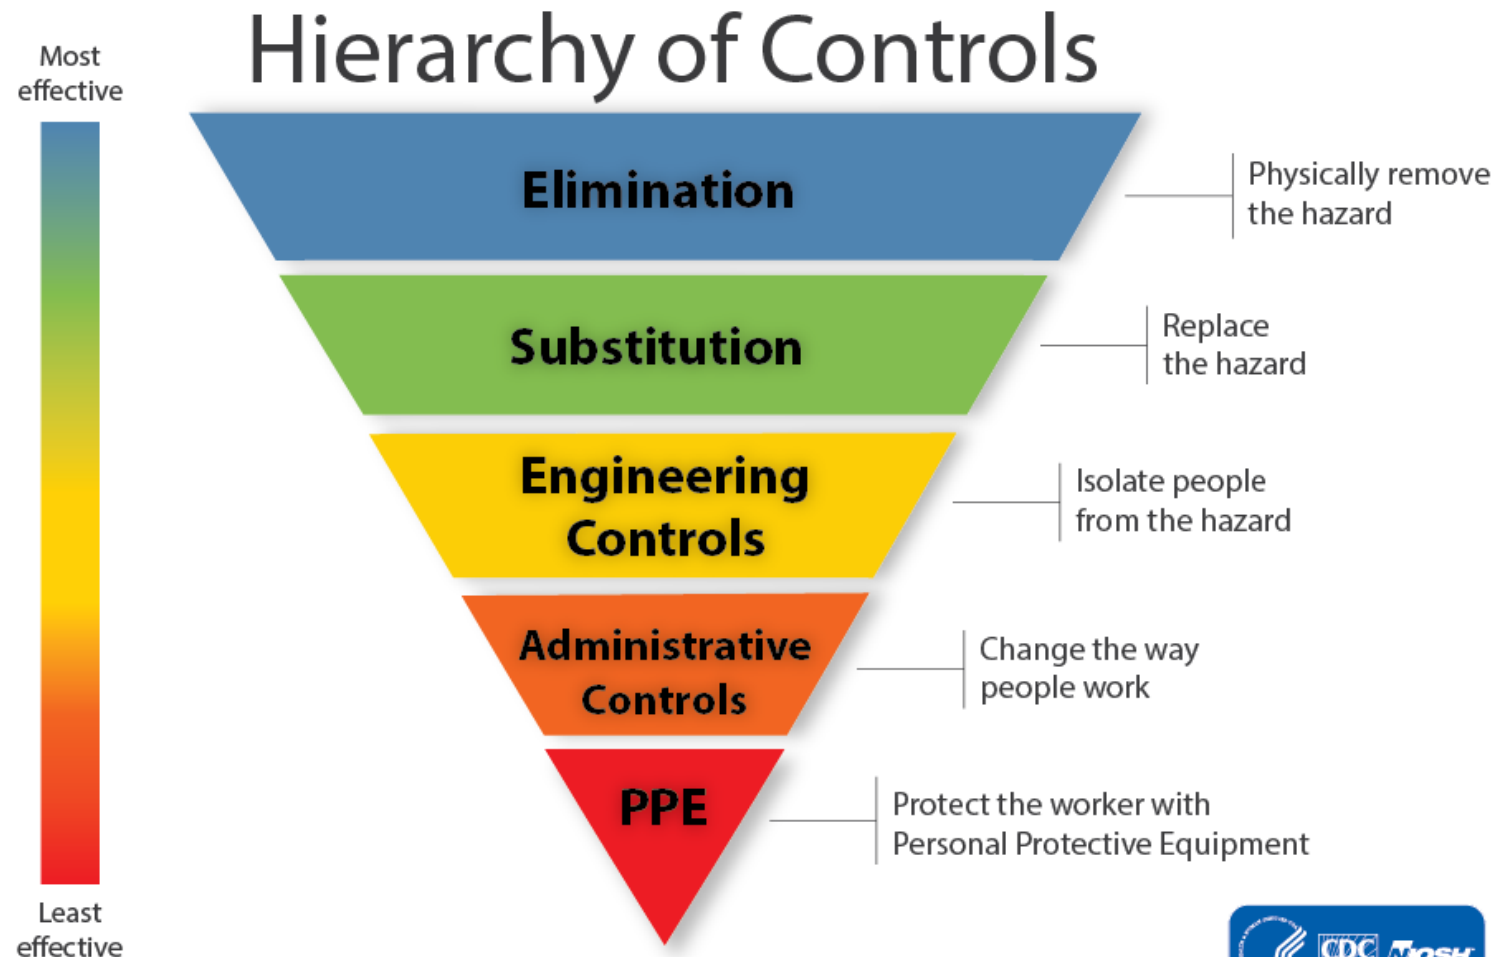 Hierarchy of Controls
Most
effective
Elimination
Physically remove
the hazard
Substitution
Replace
the hazard
Engineering
Controls
Isolate people
from the hazard
Administrative
Controls
Change the way
people work
PPE
Protect the worker with
Personal Protective Equipment
Least
effective
CDC NIOSH